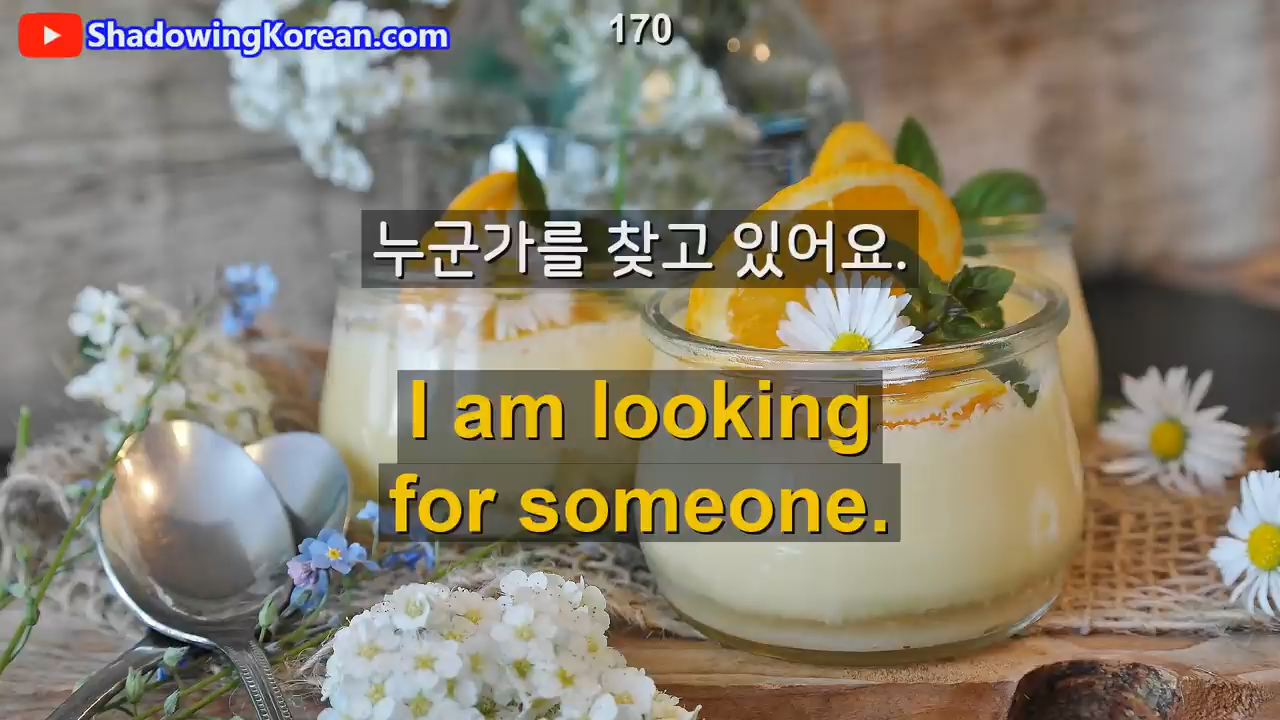 ShadowingKorean.com
170
누군가를 찾고 있어요.
I am looking
for someone.